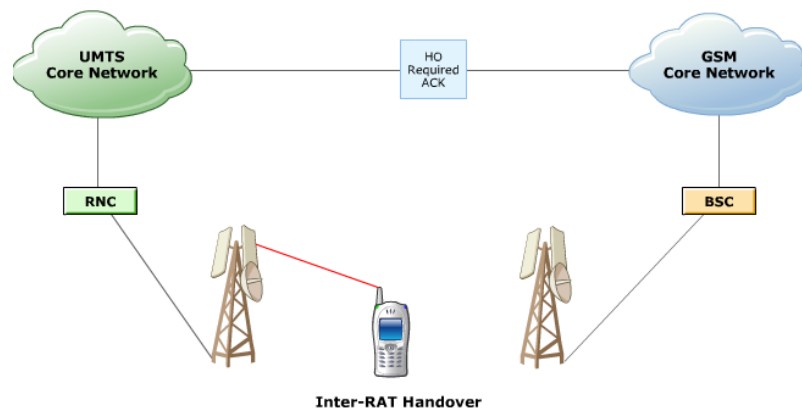 UMTS
Core Network
HO
Required
ACK
GSM
Core Network
RNC
BSC
Inter-RAT Handover